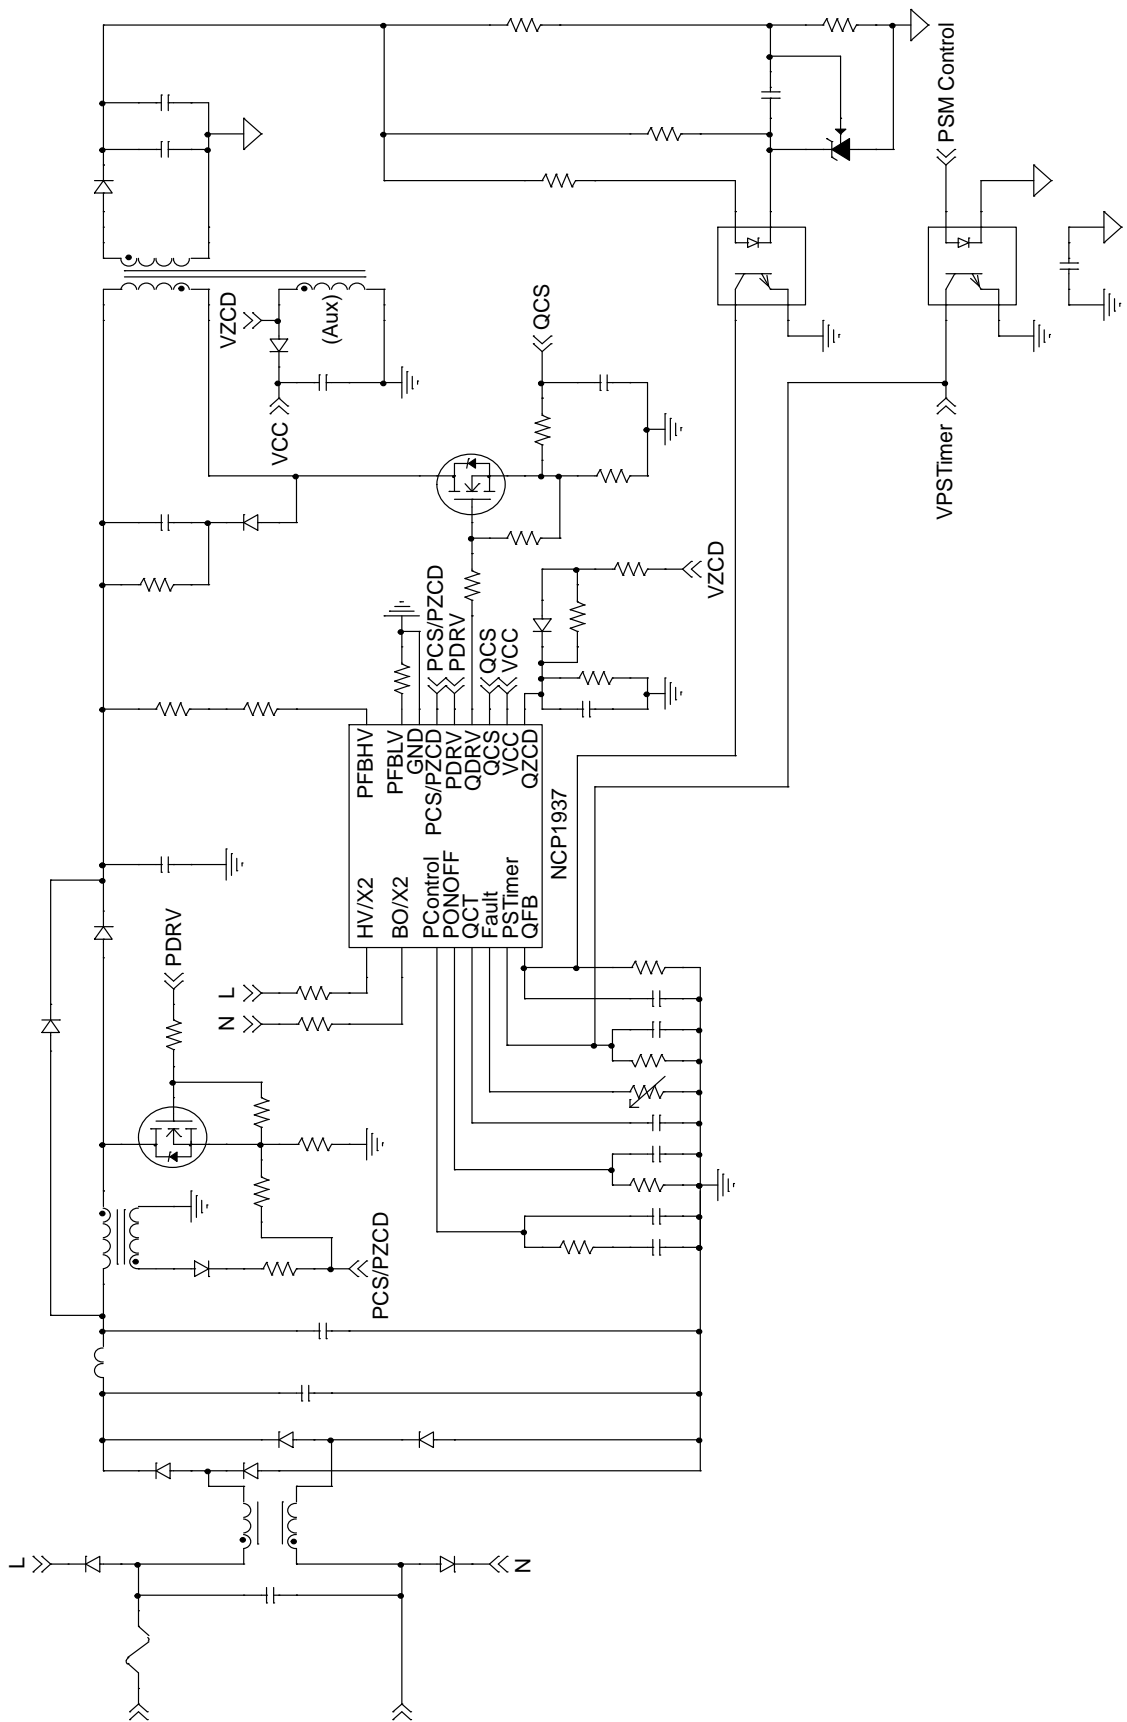 L
N
PCS/PZCD
PDRV
L
N
HV/X2
BO/X2
PControl
PONOFF
QCT
Fault
PSTimer
QFB
PFBHV
PFBLV
GND
PCS/PZCD
PDRV
QDRV
QCS
VCC
QZCD
NCP1937
PCS/PZCD
PDRV
QCS
VCC
VZCD
VCC
VZCD
(Aux)
QCS
VPSTimer
PSM Control